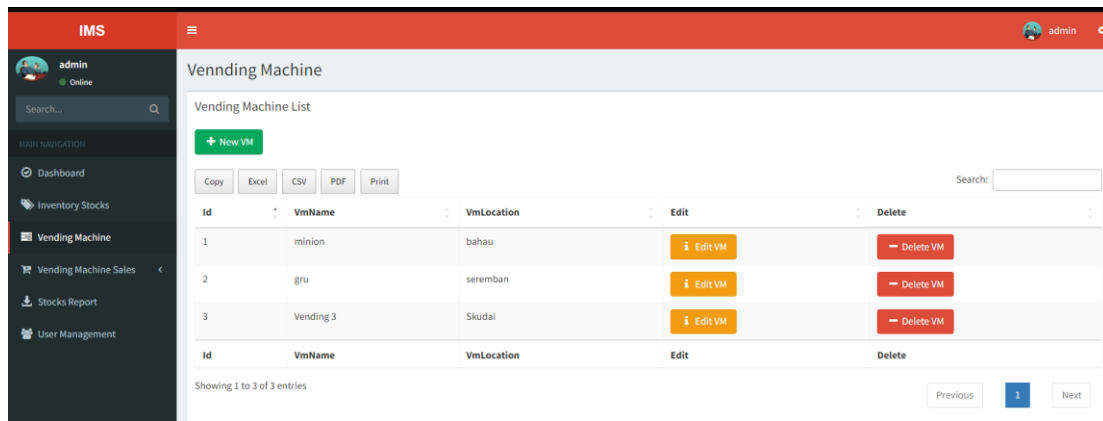 IMS
admin
admin
Online
Search...
MAIN NAVIGATION
Dashboard
Inventory Stocks
Vending Machine
Vending Machine Sales
Stocks Report
User Management
Vennding Machine
Vending Machine List
New VM
Copy Excel CSV PDF Print Search:
Id VmName VmLocation Edit Delete
1 minion bahau Edit VM Delete VM
2 gru seremban Edit VM Delete VM
3 Vending 3 Skudai Edit VM Delete VM
Id VmName VmLocation Edit Delete
Showing 1 to 3 of 3 entries
Previous 1 Next